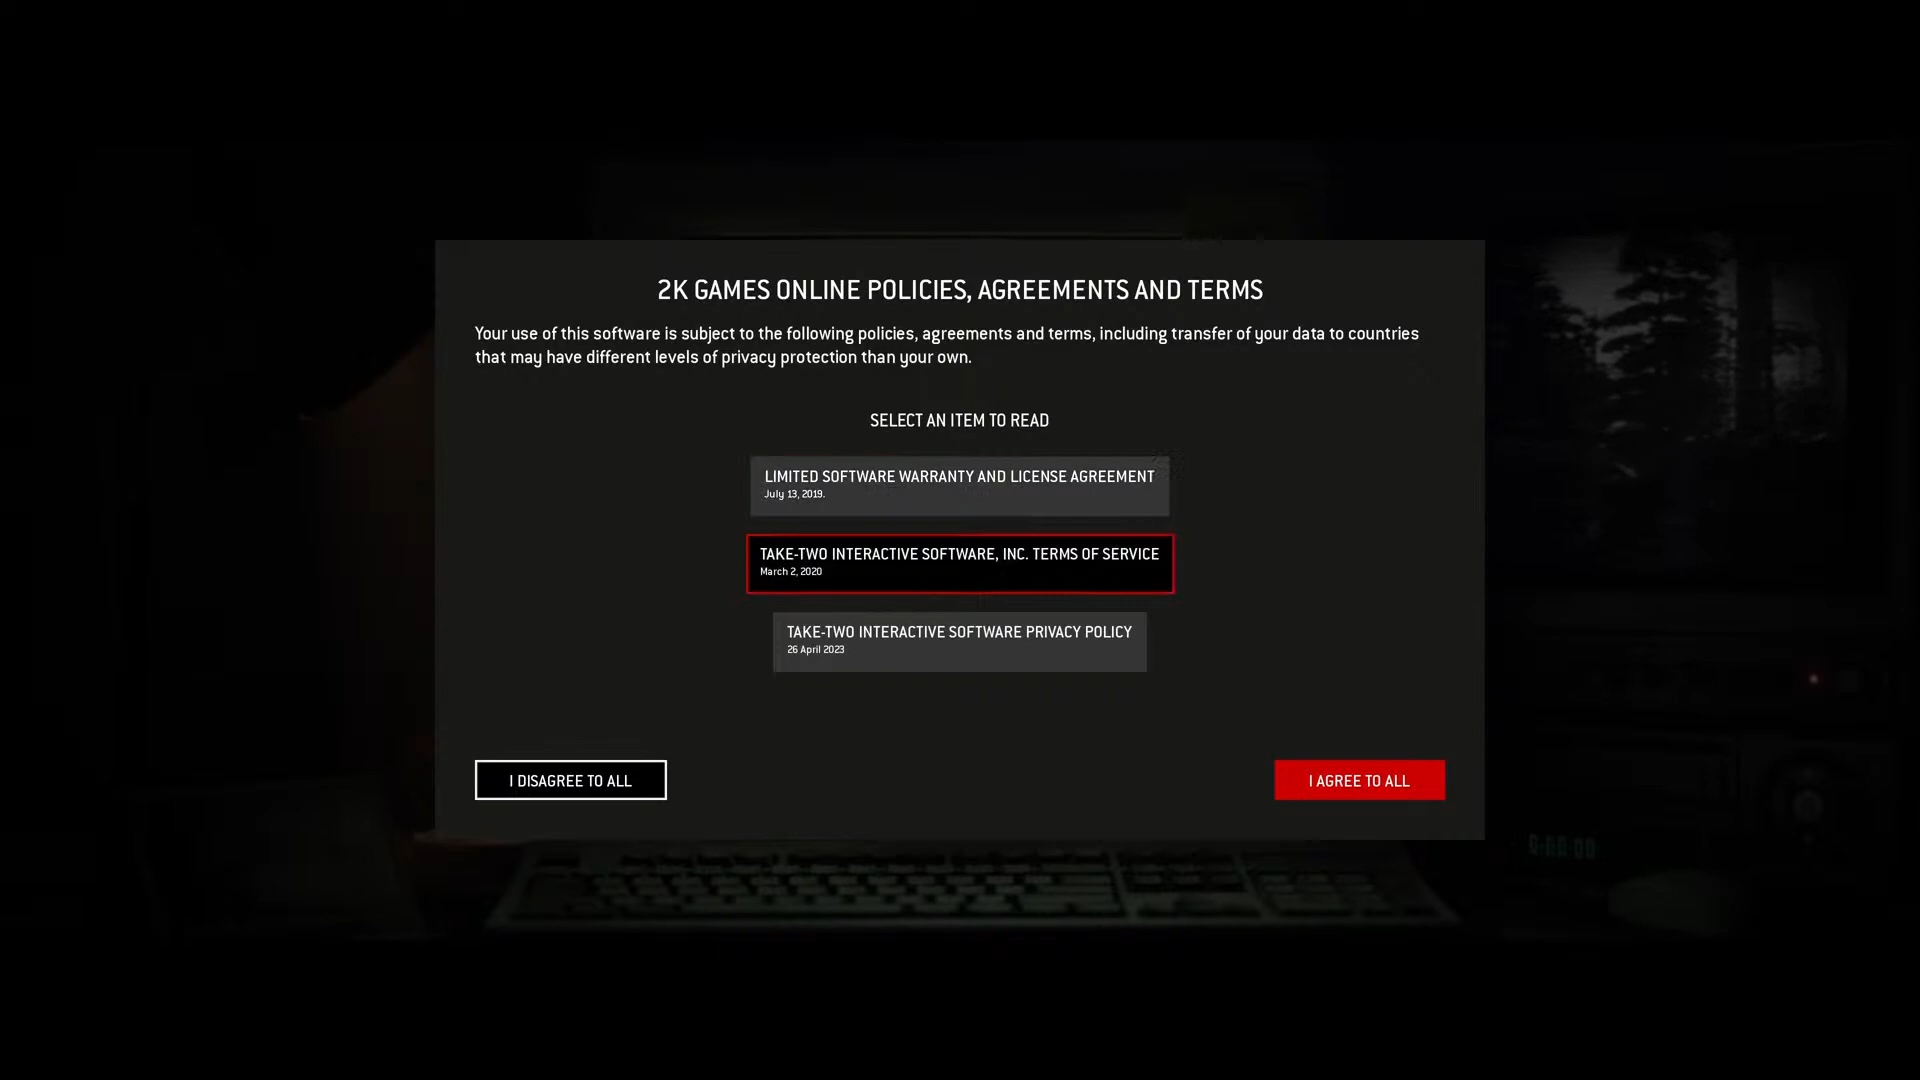 2K GAMES ONLINE POLICIES, AGREEMENTS AND TERMS
Your use of this software is subject to the following policies, agreements and terms, including transfer of your data to countries
that may have different levels of privacy protection than your own.
SELECT AN ITEM TO READ
LIMITED SOFTWARE WARRANTY AND LICENSE AGREEMENT
July 13, 2019.
TAKE-TWO INTERACTIVE SOFTWARE, INC. TERMS OF SERVICE
March 2, 2020
TAKE-TWO INTERACTIVE SOFTWARE PRIVACY POLICY
26 April 2023
I DISAGREE TO ALL
I AGREE TO ALL
0:00:00